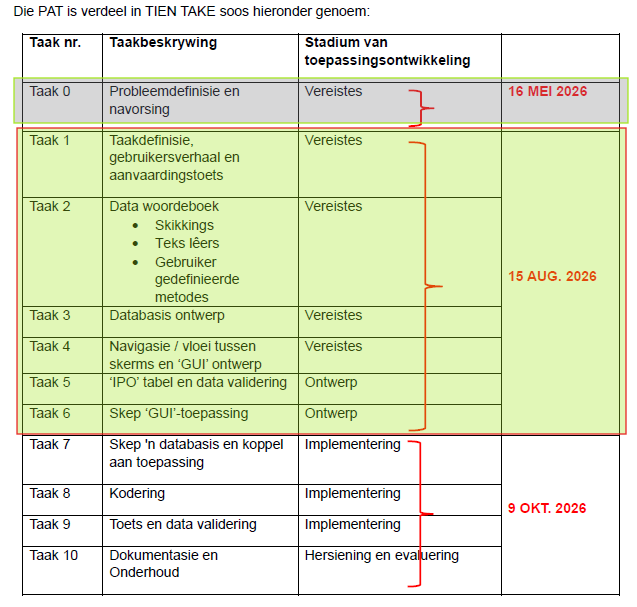 Die PAT is verdeel in TIEN TAKE soos hieronder genoem:
Taak nr. Taakbeskrywing Stadium van
toepassingsontwikkeling
Taak 0 Probleemdefinisie en Vereistes 16 MEI 2026
navorsing
Taak 1 Taakdefinisie, Vereistes
gebruikersverhaal en
aanvaardingstoets
Taak 2 Data woordeboek Vereistes
• Skikkings
• Teks lêers
• Gebruiker
gedefinieerde
metodes
15 AUG. 2026
Taak 3 Databasis ontwerp Vereistes
Taak 4 Navigasie / vloei tussen Vereistes
skerms en ‘GUI’ ontwerp
Taak 5 ‘IPO’ tabel en data validering Ontwerp
Taak 6 Skep ‘GUI’-toepassing Ontwerp
Taak 7 Skep 'n databasis en koppel Implementering
aan toepassing
Taak 8 Kodering Implementering
9 OKT. 2026
Taak 9 Toets en data validering Implementering
Taak 10 Dokumentasie en Hersiening en evaluering
Onderhoud